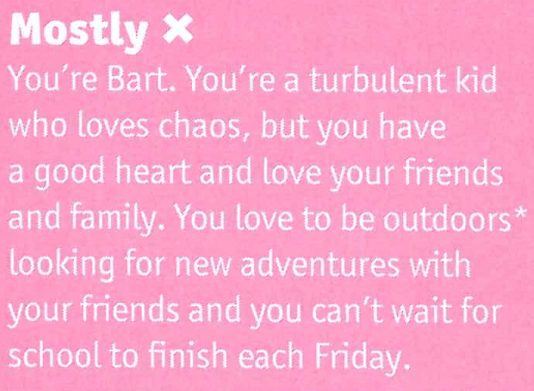 Mostly ✖
You're Bart. You're a turbulent kid
who loves chaos, but you have
a good heart and love your friends
and family. You love to be outdoors*
looking for new adventures with
your friends and you can't wait for
school to finish each Friday.